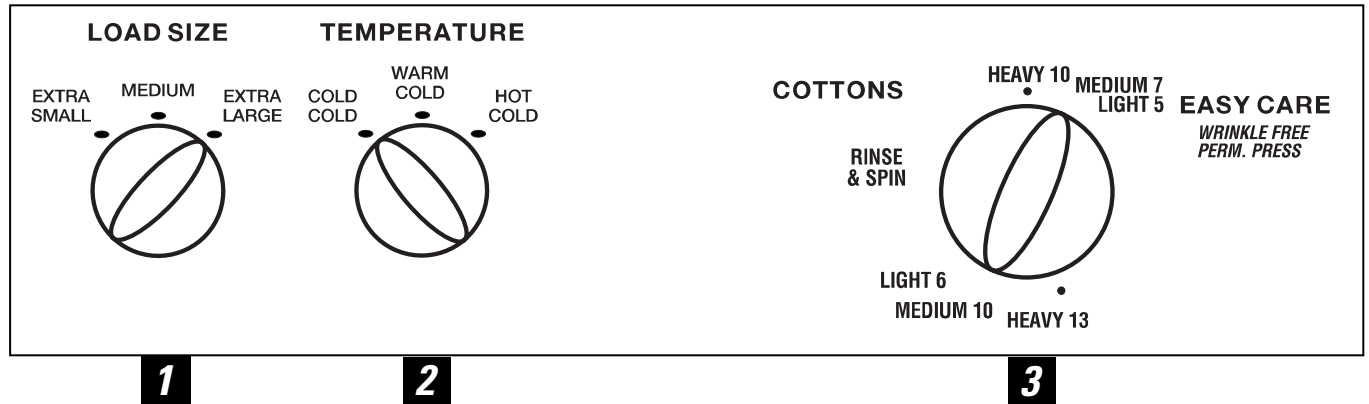 LOAD SIZE
EXTRA
SMALL
MEDIUM
EXTRA
LARGE
TEMPERATURE
COLD
COLD
WARM
COLD
HOT
COLD
COTTONS
RINSE
& SPIN
LIGHT 6
MEDIUM 10
HEAVY 13
HEAVY 10
MEDIUM 7
LIGHT 5
EASY CARE
WRINKLE FREE
PERM. PRESS
1
2
3